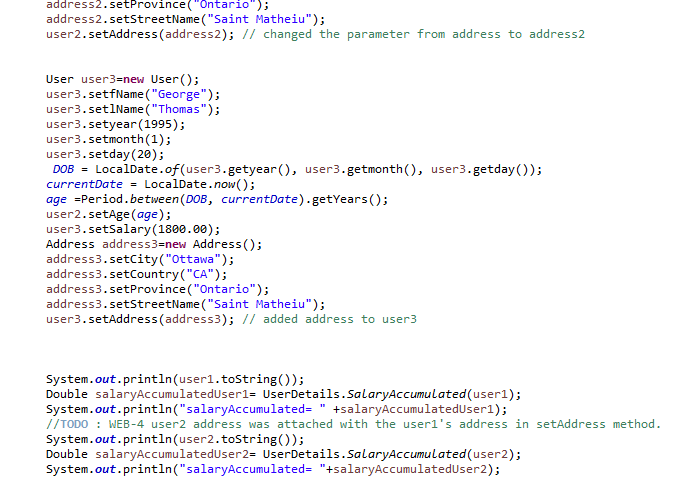 address2.setProvince("Ontario");
address2.setStreetName("Saint Matheiu");
user2.setAddress(address2); // changed the parameter from address to address2
User user3=new User();
user3.setfName("George");
user3.setlName("Thomas");
user3.setyear(1995);
user3.setmonth(1);
user3.setday(20);
DOB = LocalDate.of(user3.getyear(), user3.getmonth(), user3.getday());
currentDate = LocalDate.now();
age =Period.between(DOB, currentDate).getYears();
user2.setAge(age);
user3.setSalary(1800.00);
Address address3=new Address();
address3.setCity("Ottawa");
address3.setCountry("CA");
address3.setProvince("Ontario");
address3.setStreetName("Saint Matheiu");
user3.setAddress(address3); // added address to user3
System.out.println(user1.toString());
Double salaryAccumulatedUser1= UserDetails.SalaryAccumulated(user1);
System.out.println("salaryAccumulated= " +salaryAccumulatedUser1);
//TODO : WEB-4 user2 address was attached with the user1's address in setAddress method.
System.out.println(user2.toString());
Double salaryAccumulatedUser2= UserDetails.SalaryAccumulated(user2);
System.out.println("salaryAccumulated= "+salaryAccumulatedUser2);